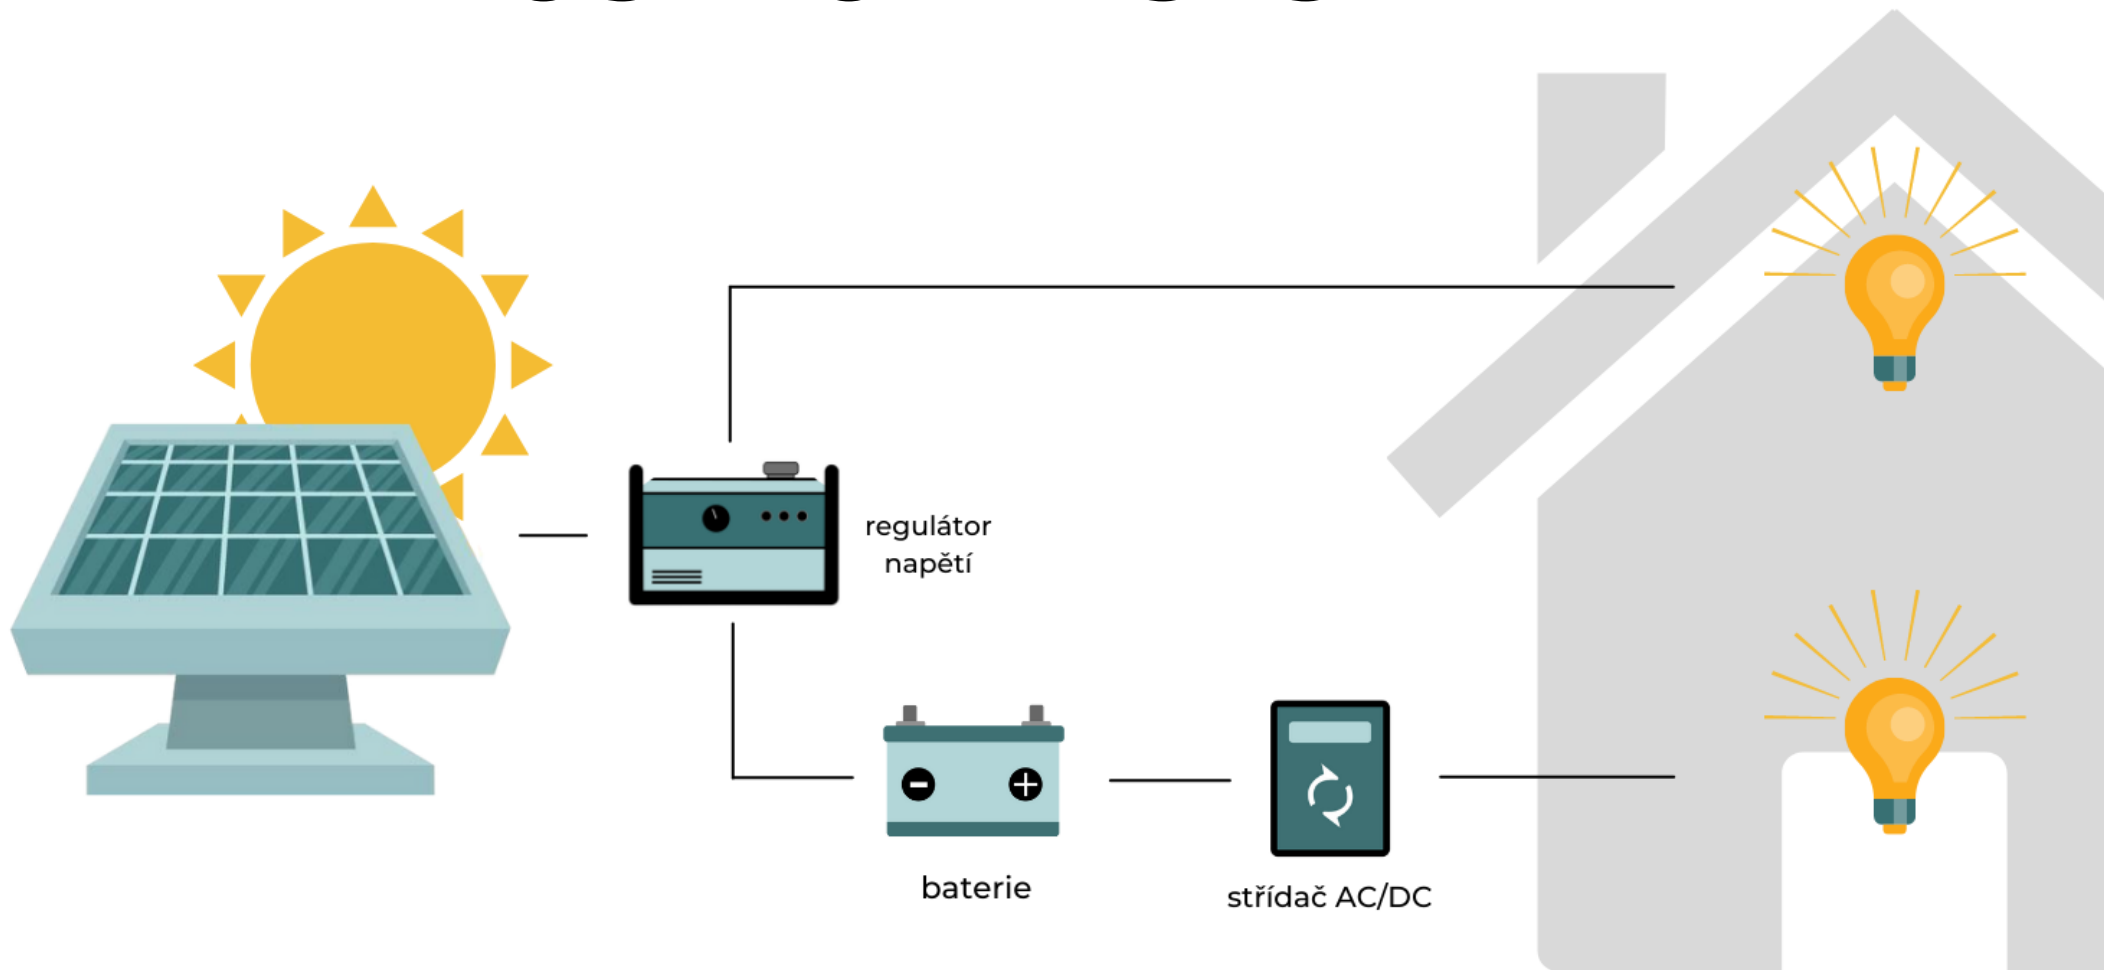 regulátor
napětí
baterie
střídač AC/DC